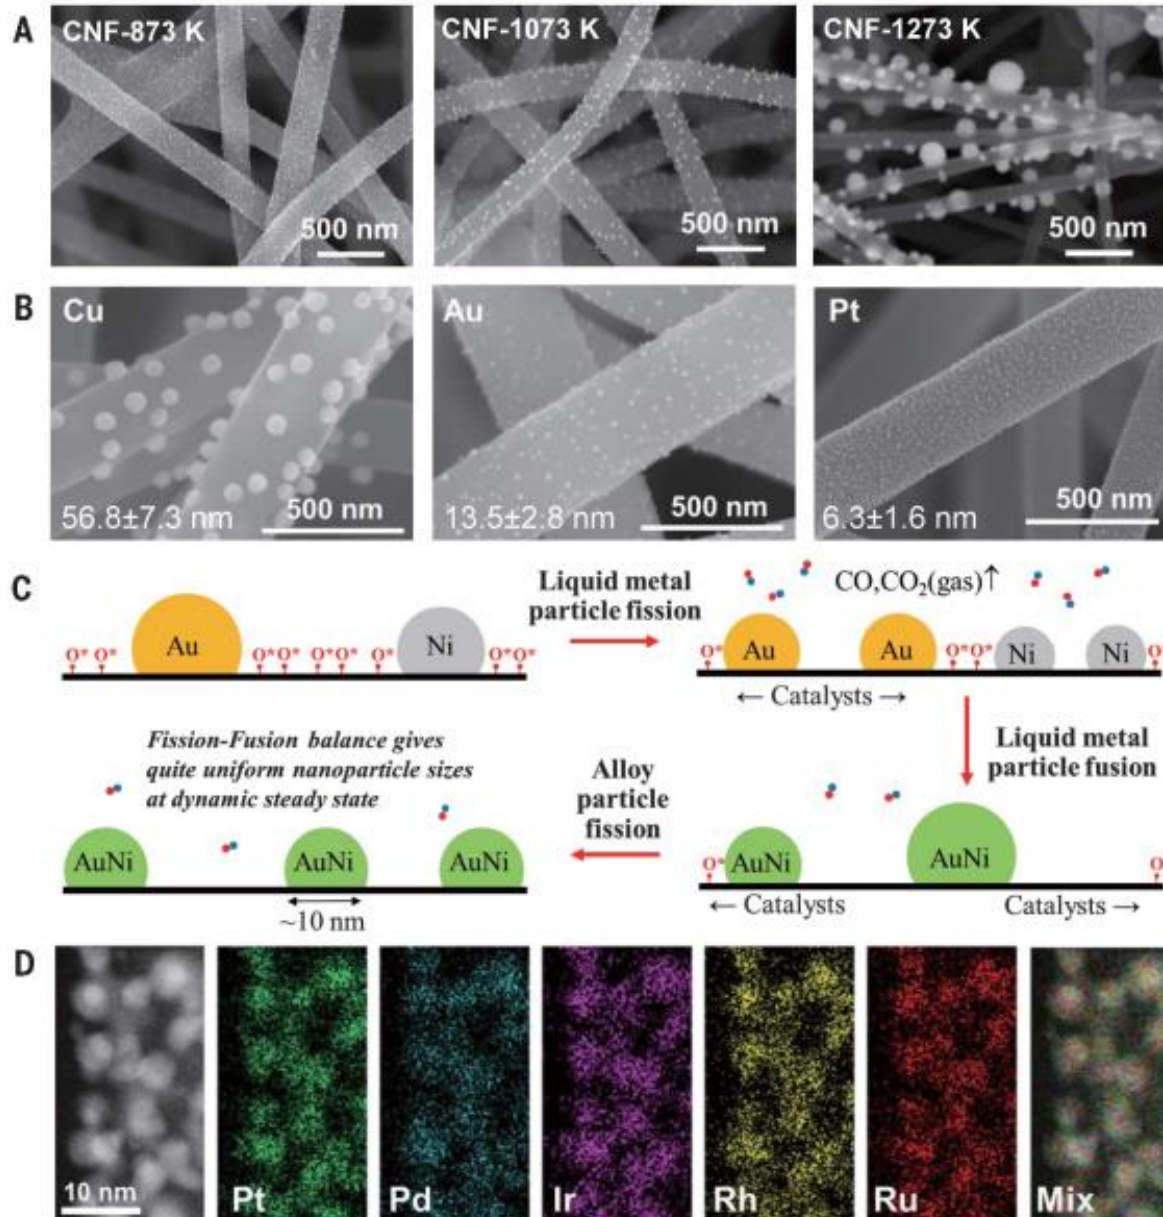 A
CNF-873 K
CNF-1073 K
CNF-1273 K
500 nm
500 nm
500 nm
B
Cu
Au
Pt
56.8±7.3 nm
500 nm
13.5±2.8 nm
500 nm
6.3±1.6 nm
500 nm
C
Liquid metal
particle fission
CO,CO₂(gas)↑
O* O*
Au
O*O* O*O* O*
Ni
O*O*
O*
Au
Au
O*O*
Ni
Ni
O
← Catalysts →
Fission-Fusion balance gives
quite uniform nanoparticle sizes
at dynamic steady state
Alloy
particle
fission
Liquid metal
particle fusion
AuNi
AuNi
AuNi
~10 nm
O*
AuNi
AuNi
O
← Catalysts
Catalysts →
D
10 nm
Pt
Pd
Ir
Rh
Ru
Mix